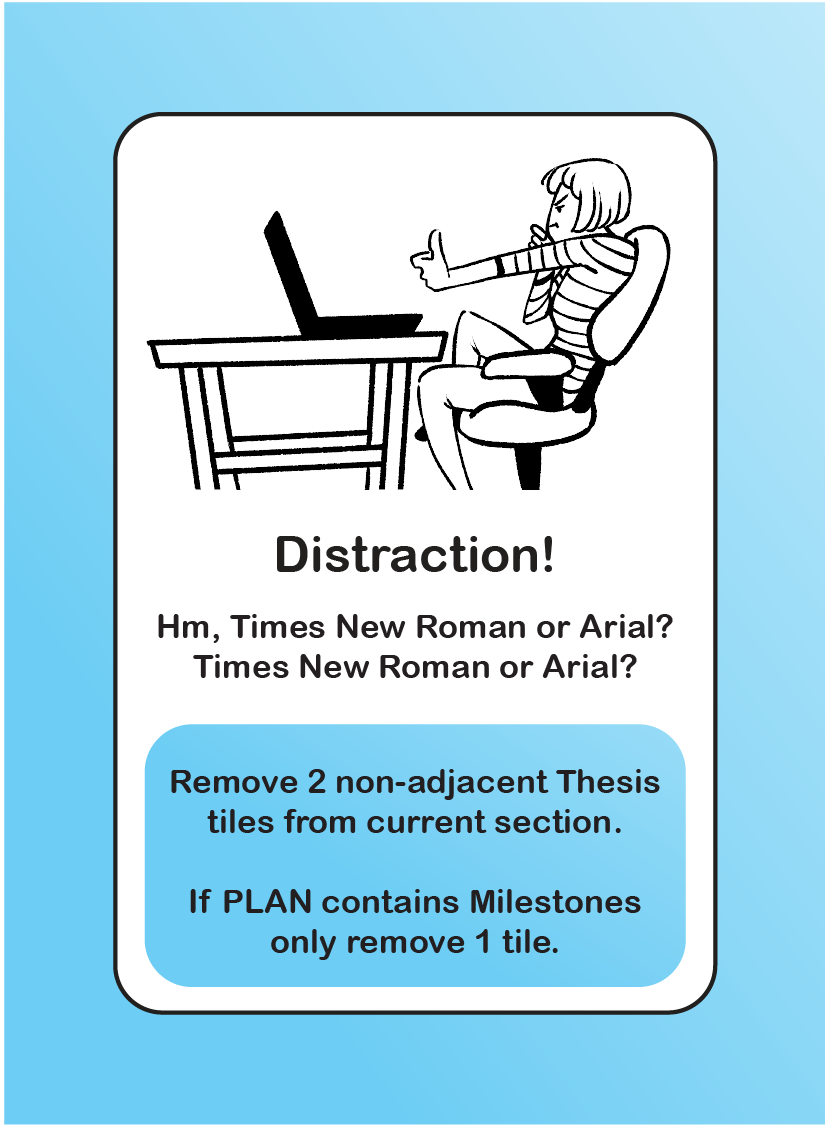 Distraction!
Hm, Times New Roman or Arial?
Times New Roman or Arial?
Remove 2 non-adjacent Thesis
tiles from current section.
If PLAN contains Milestones
only remove 1 tile.